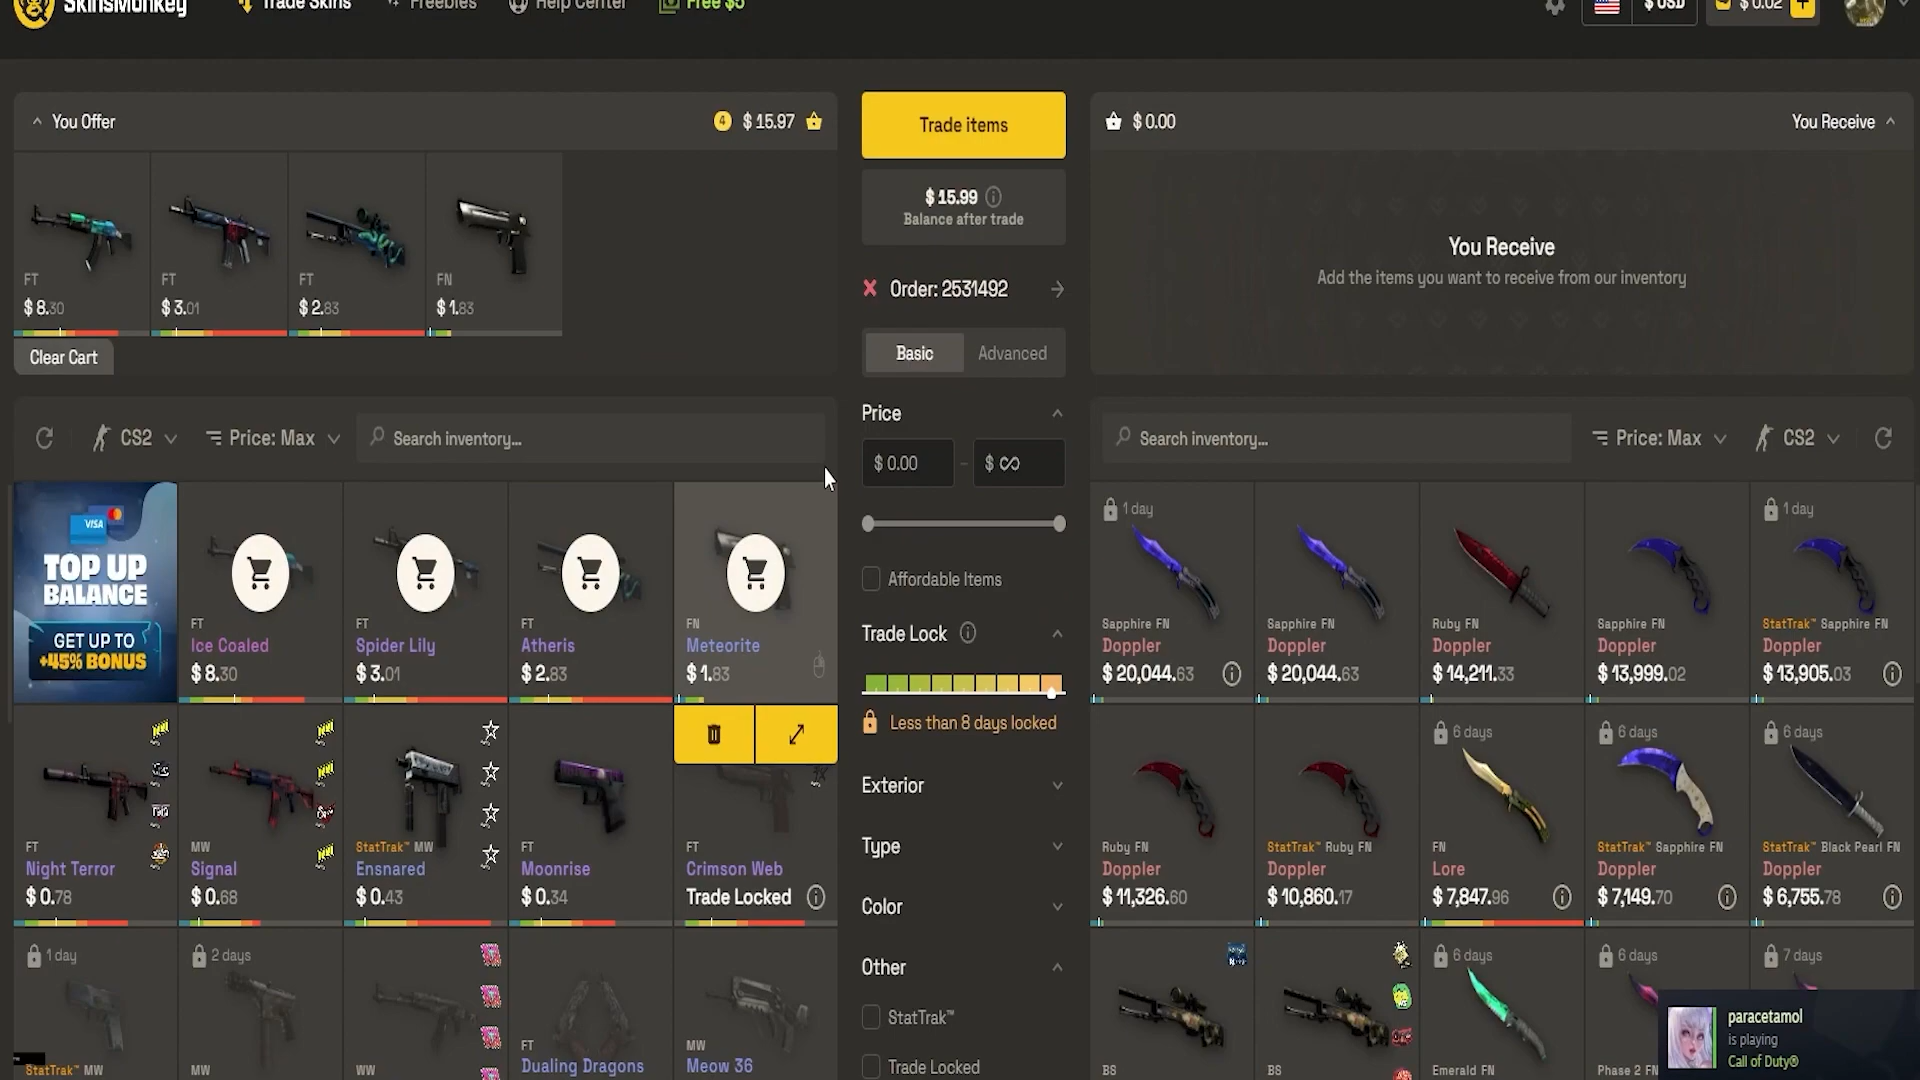 SkinsMonkey
Trade Skins
Freebies
Help Center
Free $5
$ USD
$ 0.02
You Offer
4
$ 15.97
FT
$ 8.30
FT
$ 3.01
FT
$ 2.83
FN
$ 1.83
Clear Cart
Trade items
$ 15.99
Balance after trade
Order: 2531492
Basic
Advanced
$ 0.00
You Receive
You Receive
Add the items you want to receive from our inventory
CS2
Price: Max
Search inventory...
VISA
TOP UP
BALANCE
GET UP TO
+45% BONUS
FT
Ice Coaled
$ 8.30
FT
Spider Lily
$ 3.01
FT
Atheris
$ 2.83
FN
Meteorite
$ 1.83
FT
Night Terror
$ 0.78
MW
Signal
$ 0.68
StatTrak™ MW
Ensnared
$ 0.43
FT
Moonrise
$ 0.34
FT
Crimson Web
Trade Locked
1 day
StatTrak™ MW
2 days
MW
WW
FT
Dualing Dragons
MW
Meow 36
Price
$ 0.00
–
$ ∞
Affordable Items
Trade Lock
Less than 8 days locked
Exterior
Type
Color
Other
StatTrak™
Trade Locked
Search inventory...
Price: Max
CS2
1 day
Sapphire FN
Doppler
$ 20,044.63
Sapphire FN
Doppler
$ 20,044.63
Ruby FN
Doppler
$ 14,211.33
Sapphire FN
Doppler
$ 13,999.02
1 day
StatTrak™ Sapphire FN
Doppler
$ 13,905.03
Ruby FN
Doppler
$ 11,326.60
StatTrak™ Ruby FN
Doppler
$ 10,860.17
6 days
FN
Lore
$ 7,847.96
6 days
StatTrak™ Sapphire FN
Doppler
$ 7,149.70
6 days
StatTrak™ Black Pearl FN
Doppler
$ 6,755.78
BS
BS
6 days
Emerald FN
6 days
Phase 2 FN
7 days
paracetamol
is playing
Call of Duty®